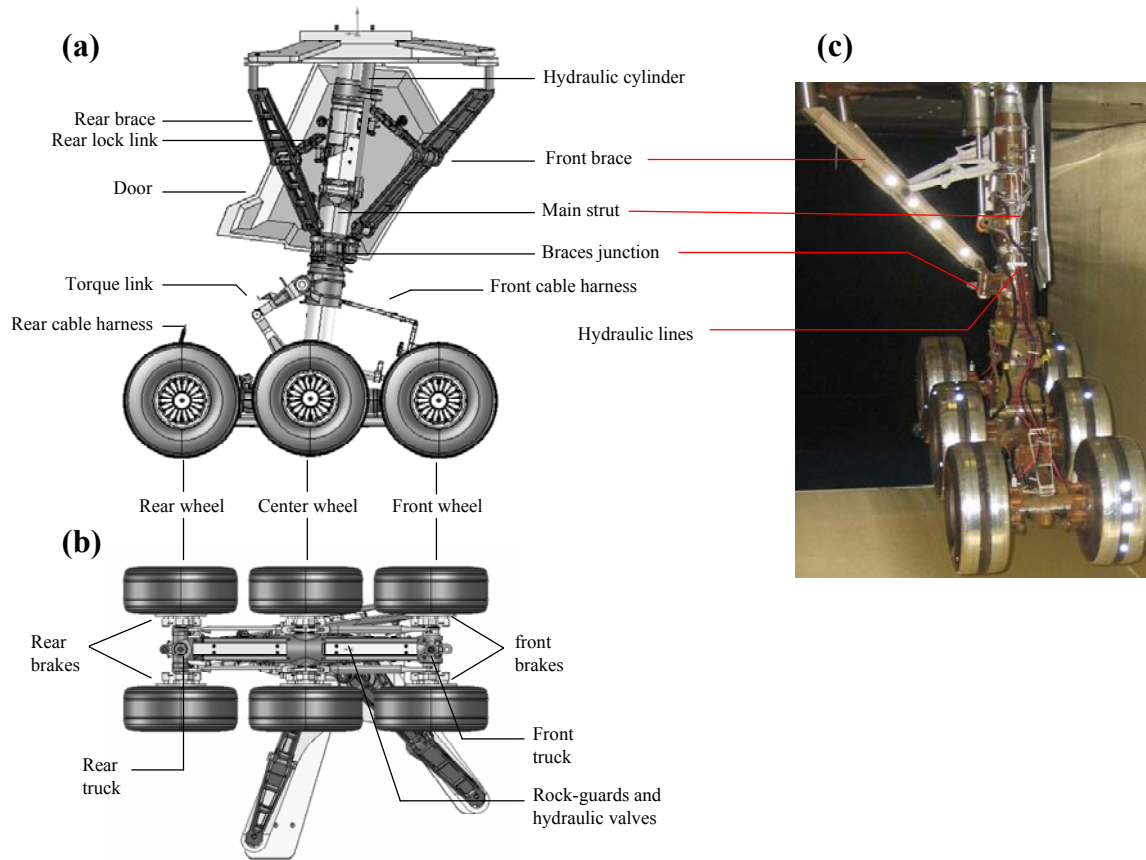 (a)
(c)
Hydraulic cylinder
Rear brace
Rear lock link
Front brace
Door
Main strut
Braces junction
Torque link
Front cable harness
Rear cable harness
Hydraulic lines
Rear wheel
Center wheel
Front wheel
(b)
Rear
brakes
front
brakes
Rear
truck
Front
truck
Rock-guards and
hydraulic valves